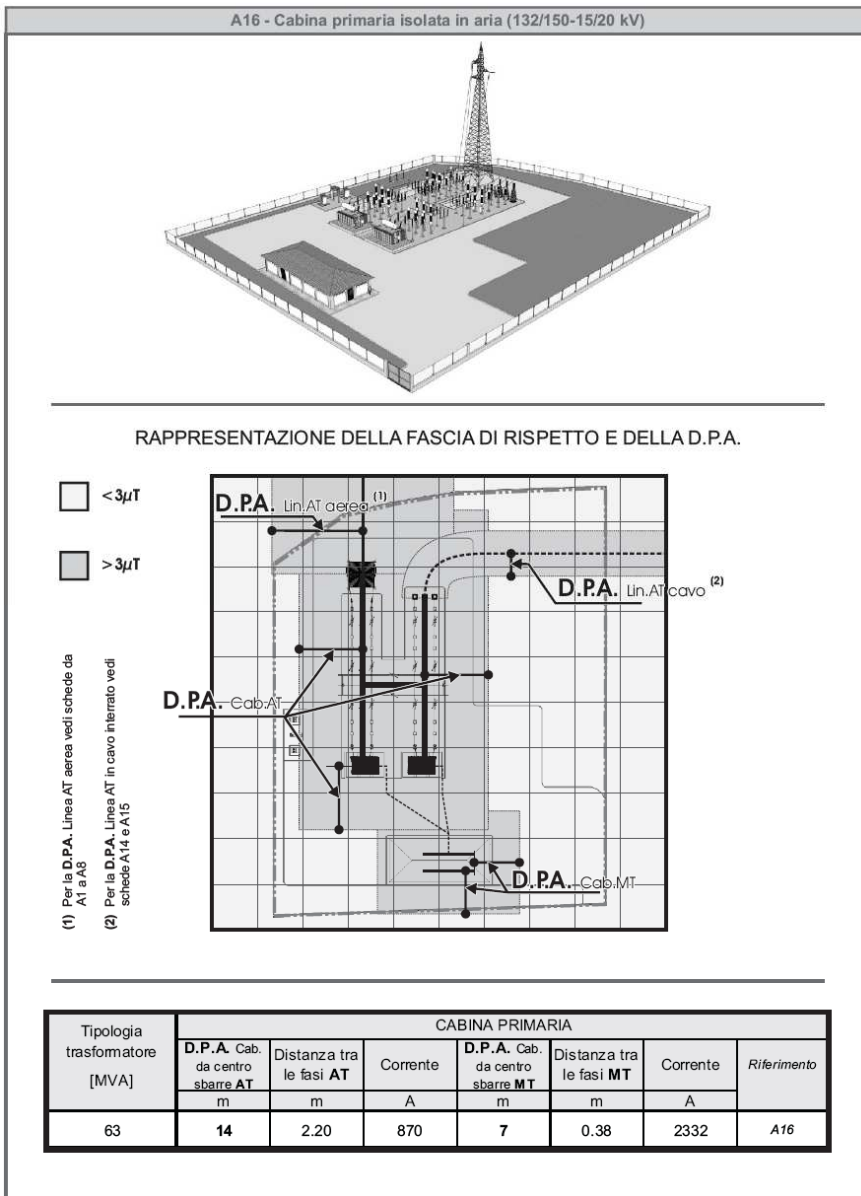 A16 - Cabina primaria isolata in aria (132/150-15/20 kV)
RAPPRESENTAZIONE DELLA FASCIA DI RISPETTO E DELLA D.P.A.
< 3µT
> 3µT
D.P.A. Lin.AT aerea (1)
D.P.A. Lin.AT cavo (2)
D.P.A. Cab.AT
D.P.A. Cab.MT
(1) Per la D.P.A. Linea AT aerea vedi schede da
A1 a A8
(2) Per la D.P.A. Linea AT in cavo interrato vedi
schede A14 e A15
Tipologia
trasformatore
[MVA]
CABINA PRIMARIA
D.P.A. Cab.
da centro
sbarre AT
Distanza tra
le fasi AT
Corrente
D.P.A. Cab.
da centro
sbarre MT
Distanza tra
le fasi MT
Corrente
Riferimento
m m A m m A
63 14 2.20 870 7 0.38 2332 A16